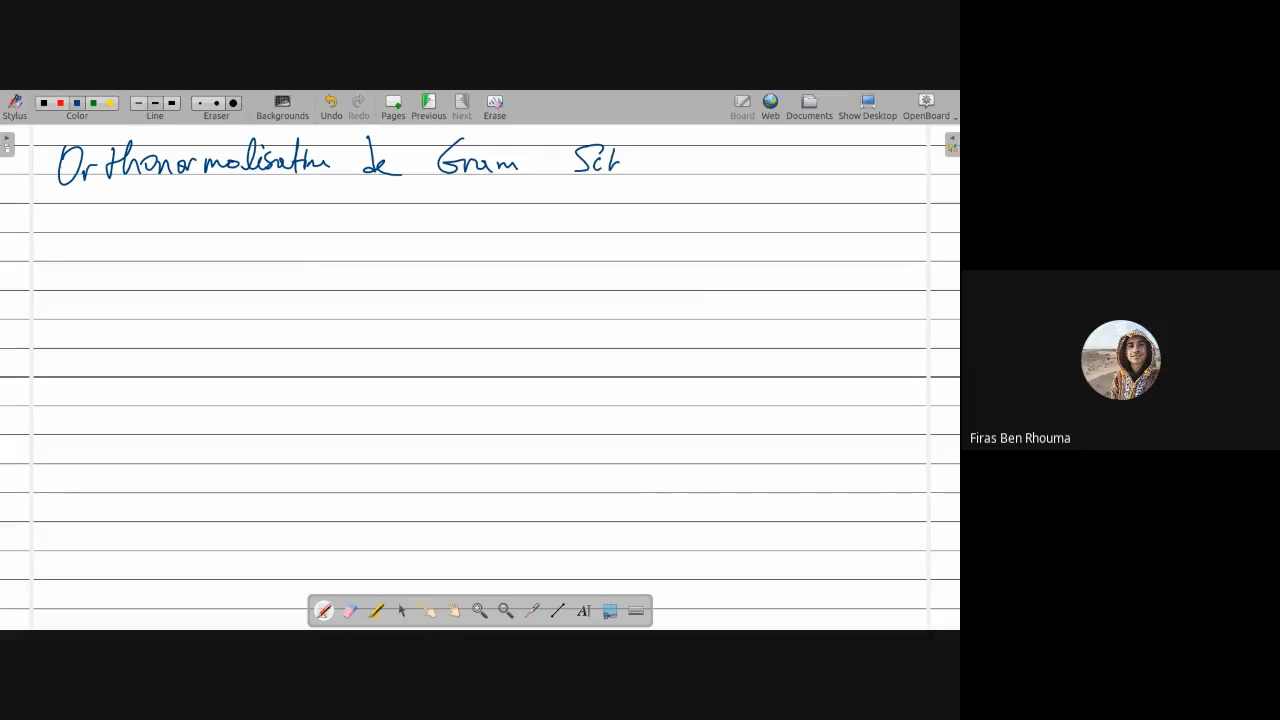 Stylus Color Line Eraser Backgrounds Undo Redo Pages Previous Next Erase Board Web Documents Show Desktop OpenBoard
Orthonormalisation de Gram Sch
Firas Ben Rhouma